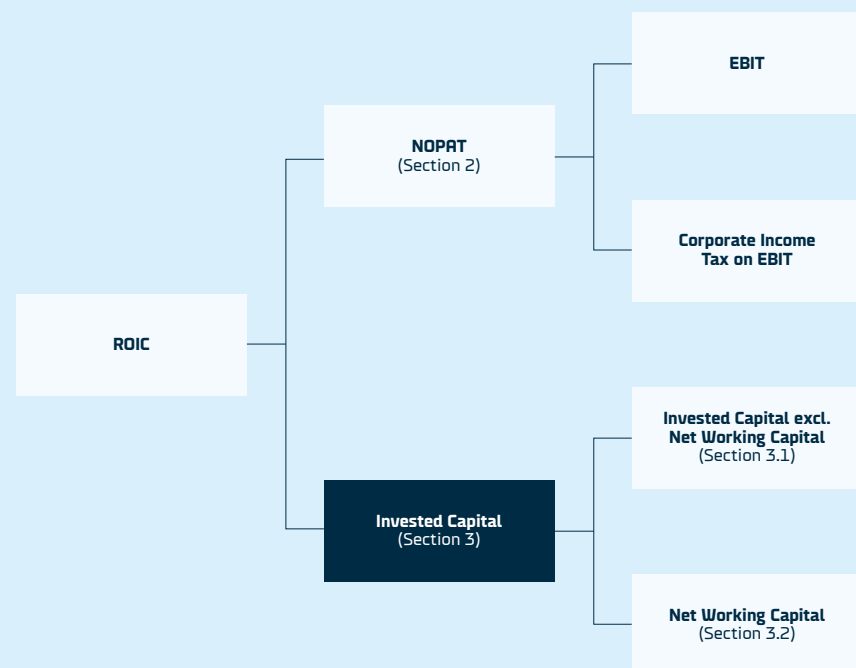 EBIT
NOPAT
(Section 2)
Corporate Income
Tax on EBIT
ROIC
Invested Capital excl.
Net Working Capital
(Section 3.1)
Invested Capital
(Section 3)
Net Working Capital
(Section 3.2)